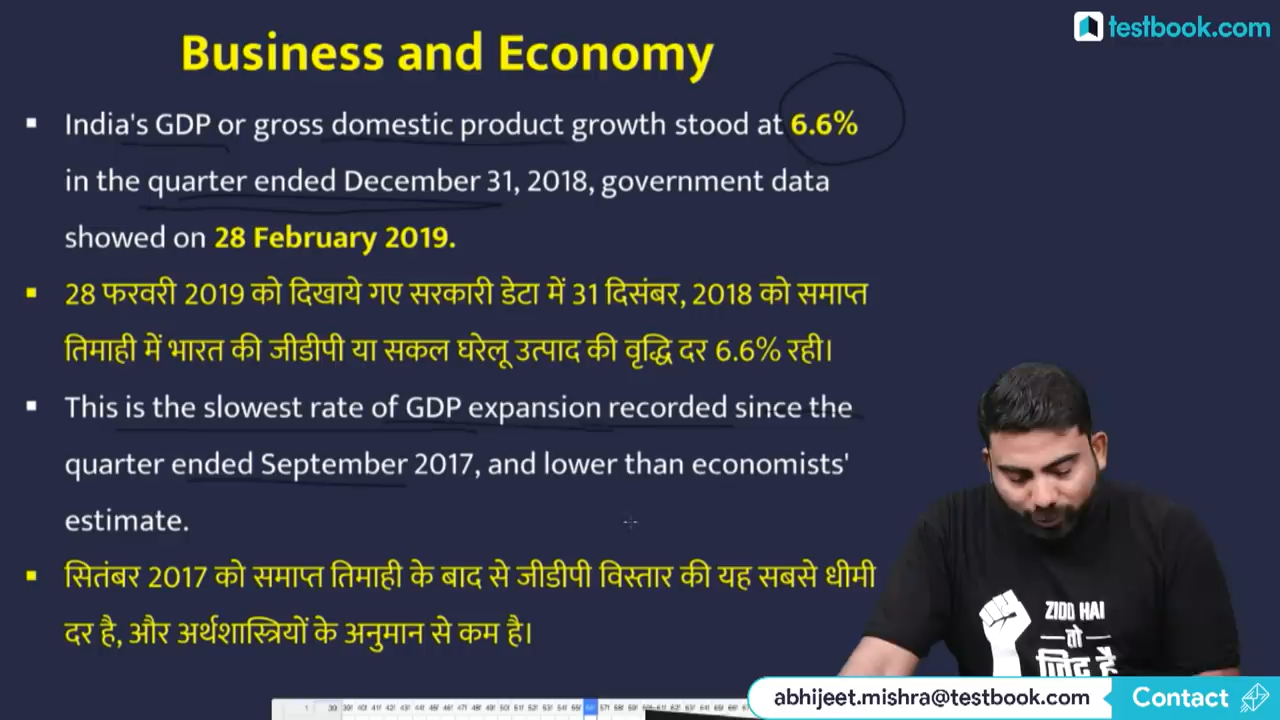 testbook.com
Business and Economy
▪ India's GDP or gross domestic product growth stood at 6.6%
in the quarter ended December 31, 2018, government data
showed on 28 February 2019.
▪ 28 फरवरी 2019 को दिखाये गए सरकारी डेटा में 31 दिसंबर, 2018 को समाप्त
तिमाही में भारत की जीडीपी या सकल घरेलू उत्पाद की वृद्धि दर 6.6% रही।
▪ This is the slowest rate of GDP expansion recorded since the
quarter ended September 2017, and lower than economists'
estimate.
▪ सितंबर 2017 को समाप्त तिमाही के बाद से जीडीपी विस्तार की यह सबसे धीमी
दर है, और अर्थशास्त्रियों के अनुमान से कम है।
ZIDD HAI
तो
ज़िद है
abhijeet.mishra@testbook.com Contact